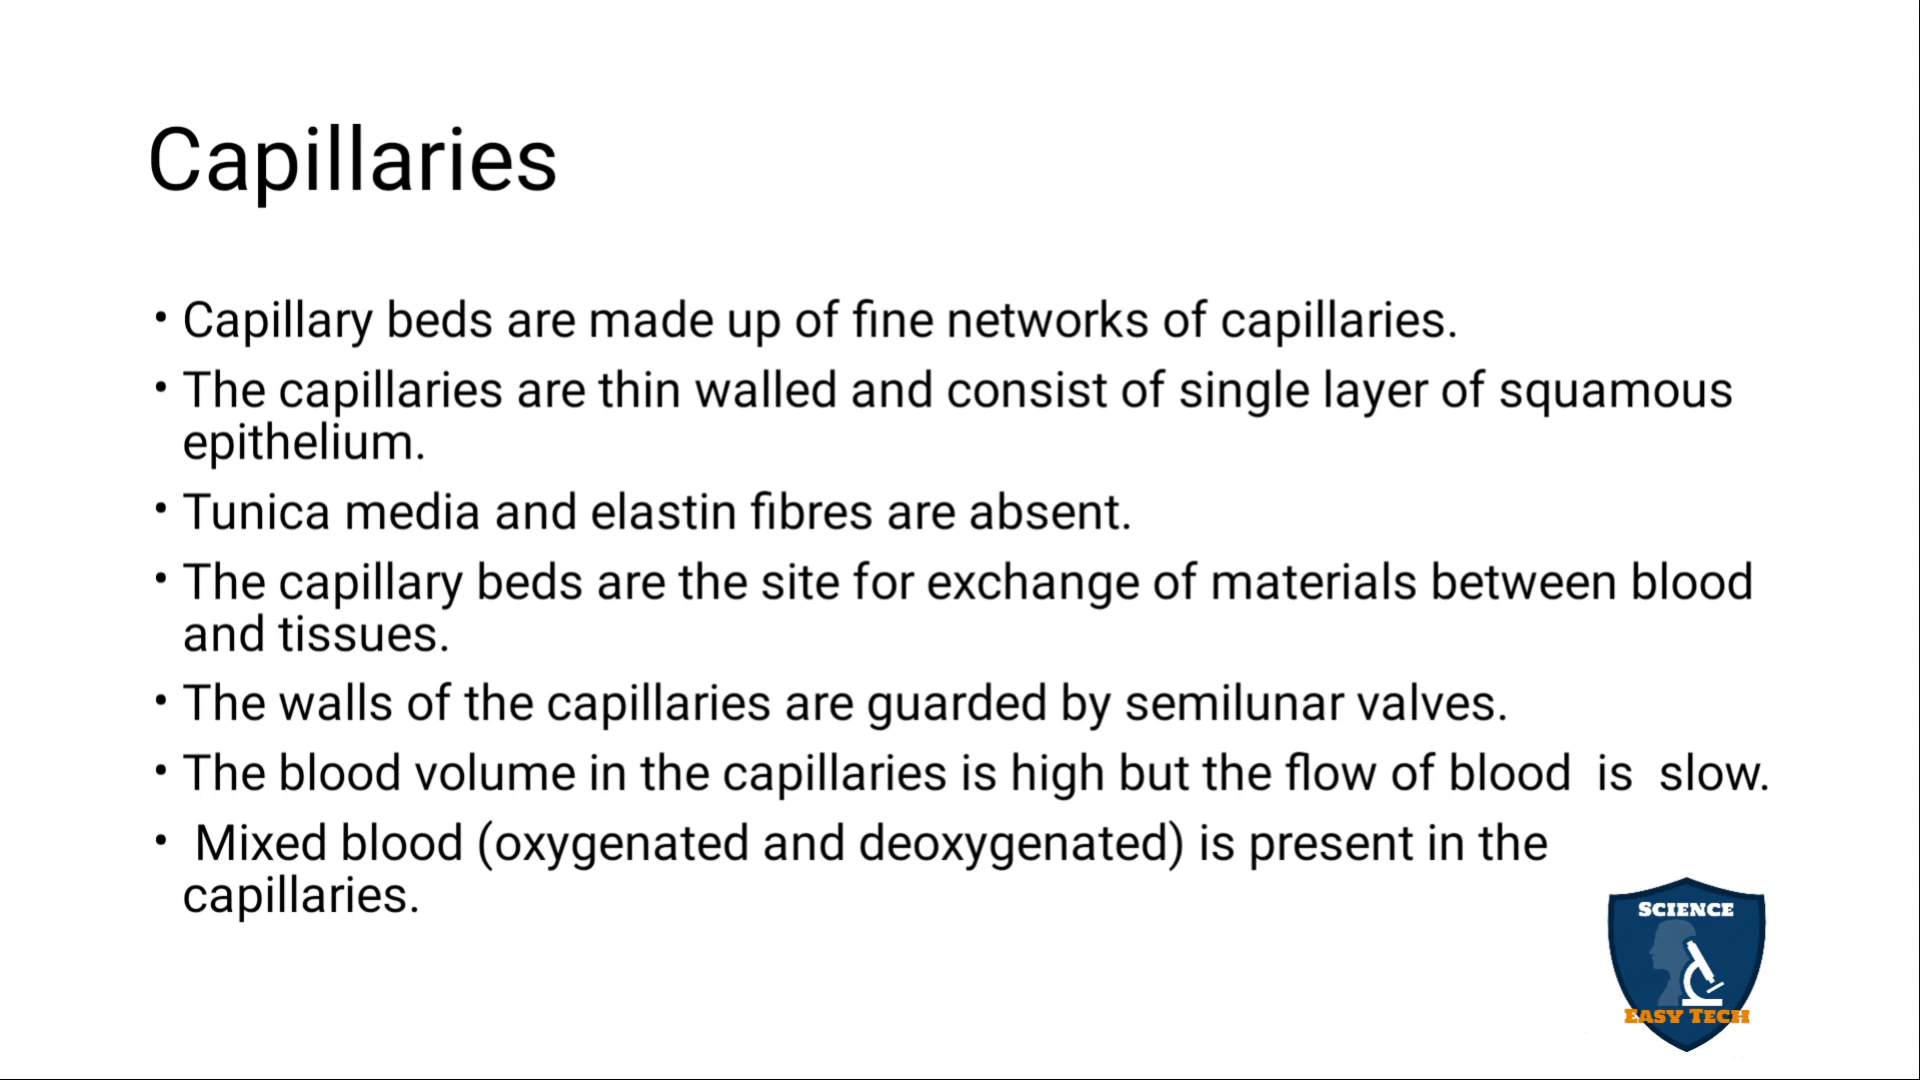 Capillaries
• Capillary beds are made up of fine networks of capillaries.
• The capillaries are thin walled and consist of single layer of squamous
epithelium.
• Tunica media and elastin fibres are absent.
• The capillary beds are the site for exchange of materials between blood
and tissues.
• The walls of the capillaries are guarded by semilunar valves.
• The blood volume in the capillaries is high but the flow of blood  is  slow.
•  Mixed blood (oxygenated and deoxygenated) is present in the
capillaries.
SCIENCE
EASY TECH